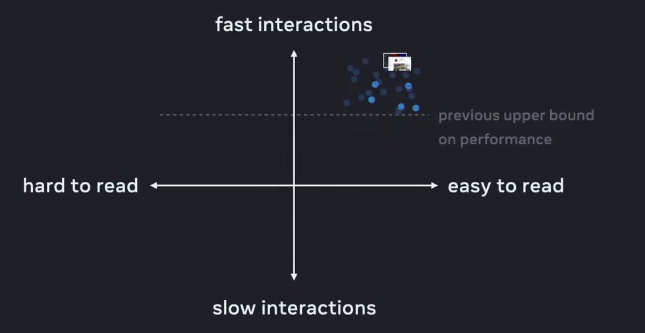 fast interactions
previous upper bound
on performance
hard to read
easy to read
slow interactions